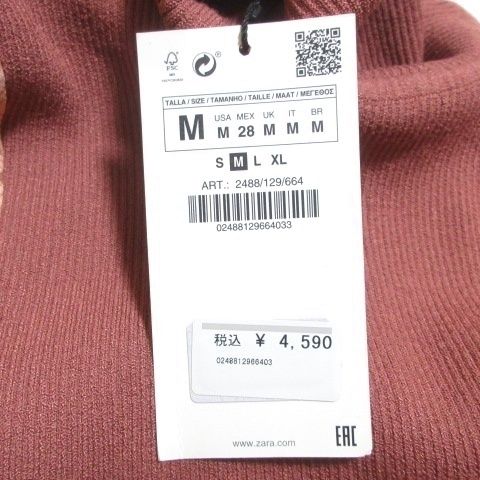 FSC
TALLA / SIZE / TAMANHO / TAILLE / MAAT / ΜΕΓΕΘΟΣ
M USA MEX UK IT BR
M 28 M M M
S M L XL
ART.: 2488/129/664
02488129664033
税込 ¥ 4,590
0248812966403
www.zara.com
EAC